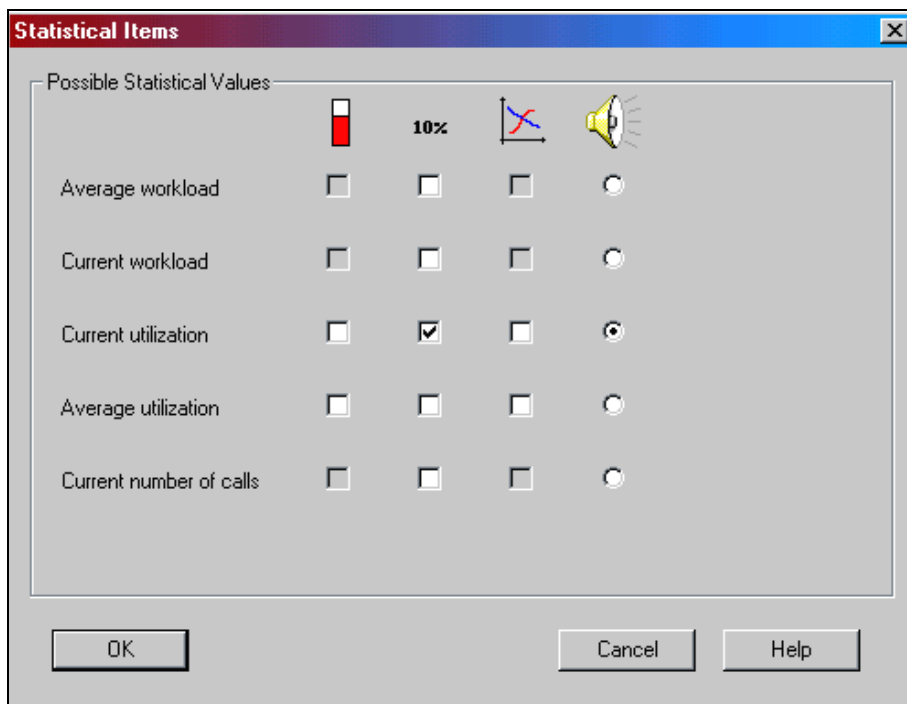 Statistical Items
Possible Statistical Values
10%
Average workload
Current workload
Current utilization
Average utilization
Current number of calls
OK Cancel Help